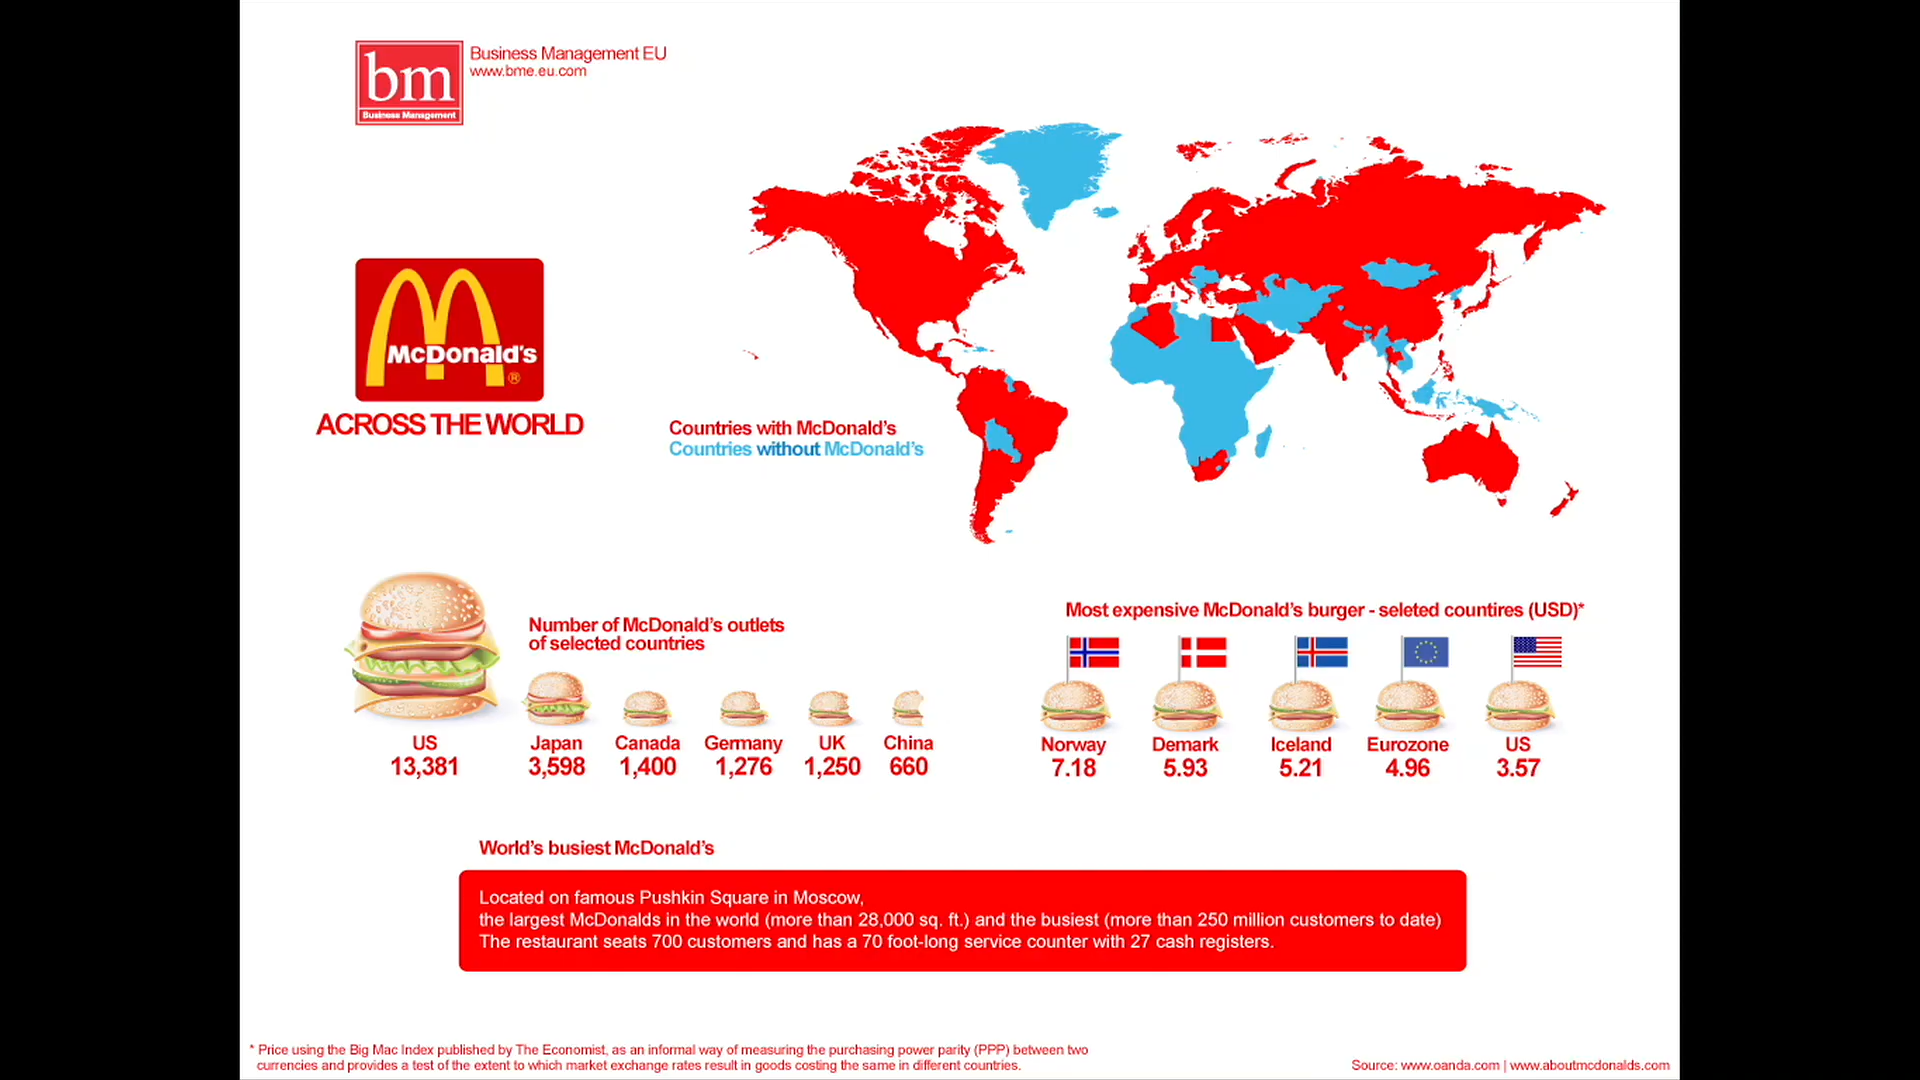 bm
Business Management
Business Management EU
www.bme.eu.com
McDonald's
®
ACROSS THE WORLD
Countries with McDonald's
Countries without McDonald's
Number of McDonald's outlets
of selected countries
US
13,381
Japan
3,598
Canada
1,400
Germany
1,276
UK
1,250
China
660
Most expensive McDonald's burger - seleted countires (USD)*
Norway
7.18
Demark
5.93
Iceland
5.21
Eurozone
4.96
US
3.57
World's busiest McDonald's
Located on famous Pushkin Square in Moscow,
the largest McDonalds in the world (more than 28,000 sq. ft.) and the busiest (more than 250 million customers to date)
The restaurant seats 700 customers and has a 70 foot-long service counter with 27 cash registers.
* Price using the Big Mac Index published by The Economist, as an informal way of measuring the purchasing power parity (PPP) between two
currencies and provides a test of the extent to which market exchange rates result in goods costing the same in different countries.
Source: www.oanda.com | www.aboutmcdonalds.com